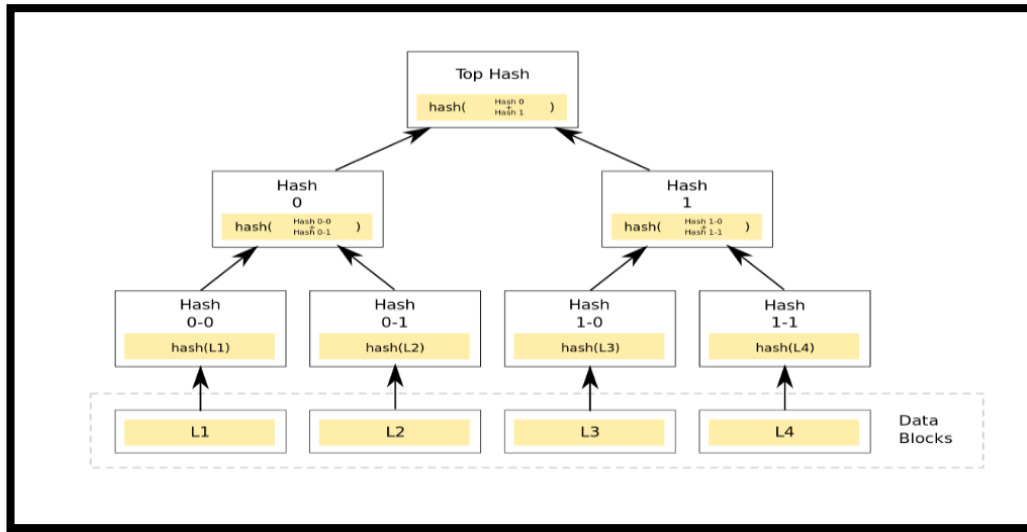 Top Hash
hash( Hash 0 + Hash 1 )
Hash
0
hash( Hash 0-0 + Hash 0-1 )
Hash
1
hash( Hash 1-0 + Hash 1-1 )
Hash
0-0
hash(L1)
Hash
0-1
hash(L2)
Hash
1-0
hash(L3)
Hash
1-1
hash(L4)
L1
L2
L3
L4
Data
Blocks